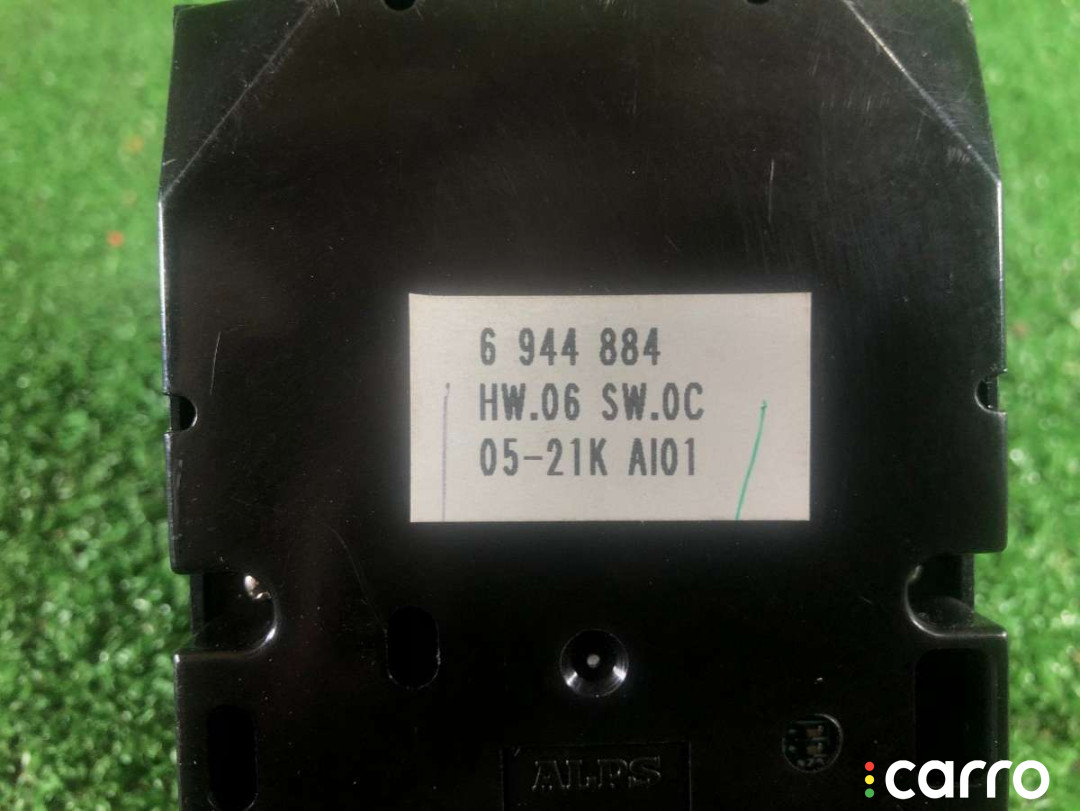 6 944 884
HW.06 SW.0C
05-21K AI01
ALPS
carro